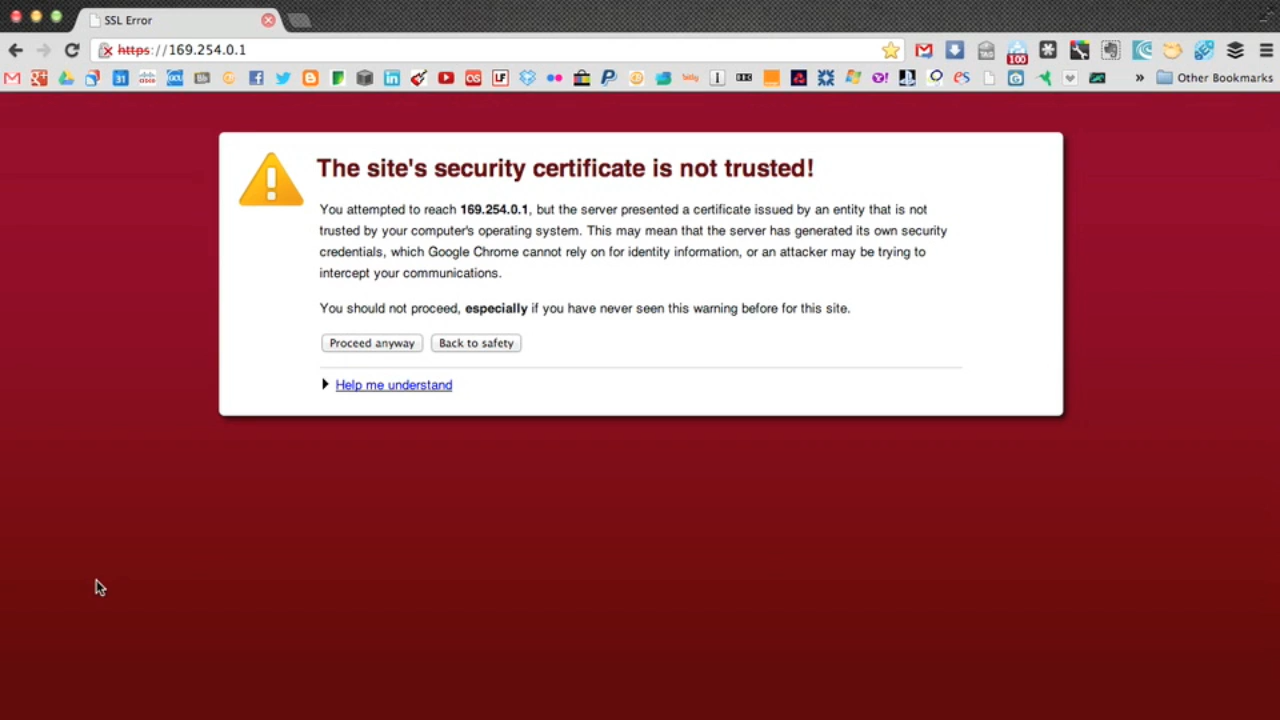 SSL Error
https://169.254.0.1
100
Other Bookmarks
The site's security certificate is not trusted!
You attempted to reach 169.254.0.1, but the server presented a certificate issued by an entity that is not
trusted by your computer's operating system. This may mean that the server has generated its own security
credentials, which Google Chrome cannot rely on for identity information, or an attacker may be trying to
intercept your communications.
You should not proceed, especially if you have never seen this warning before for this site.
Proceed anyway Back to safety
Help me understand